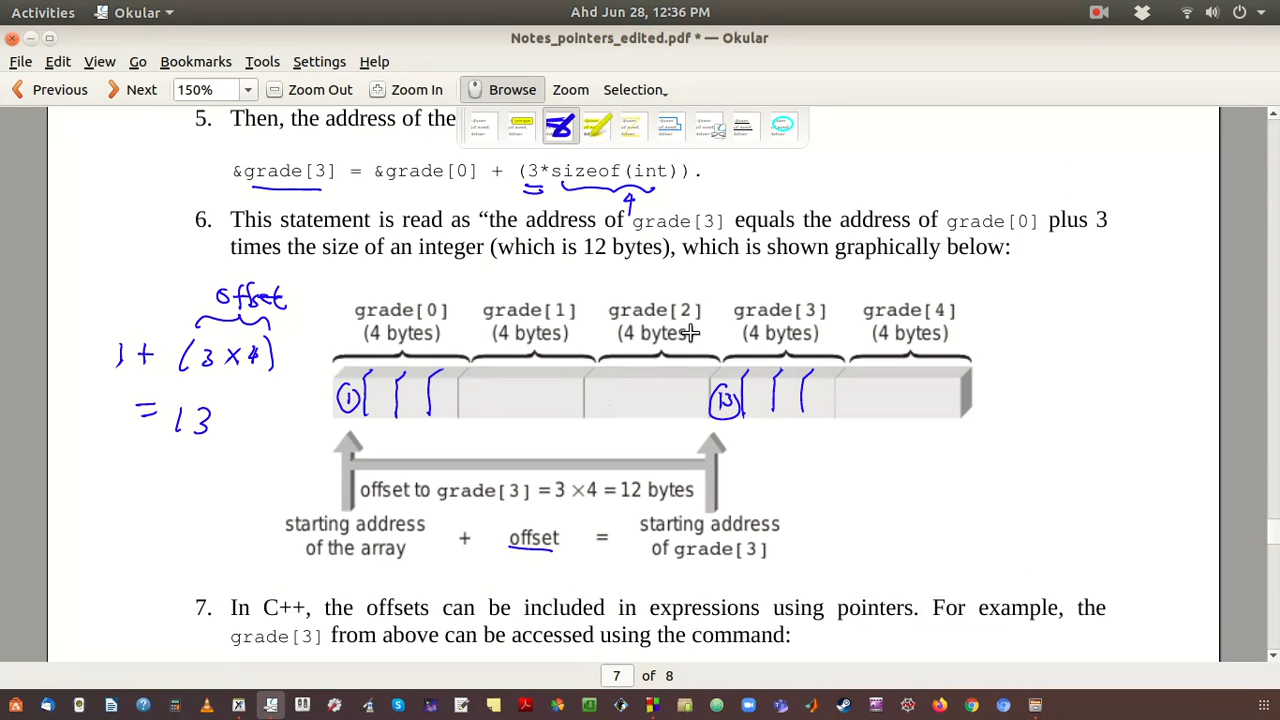 Activities Okular Ahd Jun 28, 12:36 PM
Notes_pointers_edited.pdf * — Okular
File Edit View Go Bookmarks Tools Settings Help
Previous Next 150% Zoom Out Zoom In Browse Zoom Selection
5. Then, the address of the
&grade[3] = &grade[0] + (3*sizeof(int)).
4
6. This statement is read as “the address of grade[3] equals the address of grade[0] plus 3
times the size of an integer (which is 12 bytes), which is shown graphically below:
offset
grade[0] grade[1] grade[2] grade[3] grade[4]
(4 bytes) (4 bytes) (4 bytes) (4 bytes) (4 bytes)
1 + (3 × 4)
1 13
= 13
offset to grade[3] = 3 × 4 = 12 bytes
starting address + offset = starting address
of the array of grade[3]
7. In C++, the offsets can be included in expressions using pointers. For example, the
grade[3] from above can be accessed using the command:
7 of 8